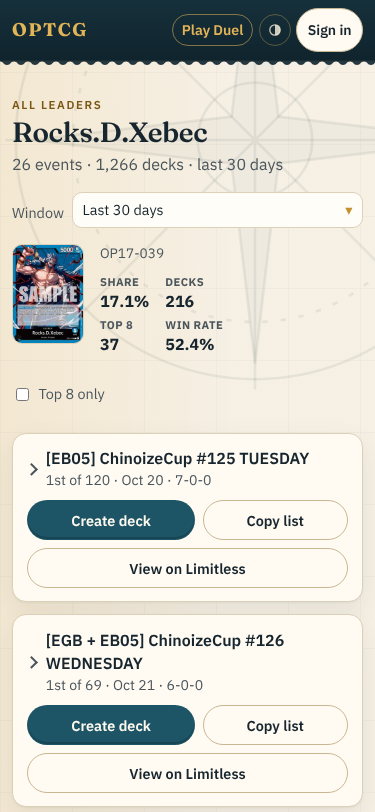 OPTCG
Play Duel
Sign in
ALL LEADERS
Rocks.D.Xebec
26 events · 1,266 decks · last 30 days
Window
Last 30 days
5000
SAMPLE
Rocks.D.Xebec
OP17-039
SHARE
17.1%
DECKS
216
TOP 8
37
WIN RATE
52.4%
Top 8 only
[EB05] ChinoizeCup #125 TUESDAY
1st of 120 · Oct 20 · 7-0-0
Create deck
Copy list
View on Limitless
[EGB + EB05] ChinoizeCup #126
WEDNESDAY
1st of 69 · Oct 21 · 6-0-0
Create deck
Copy list
View on Limitless